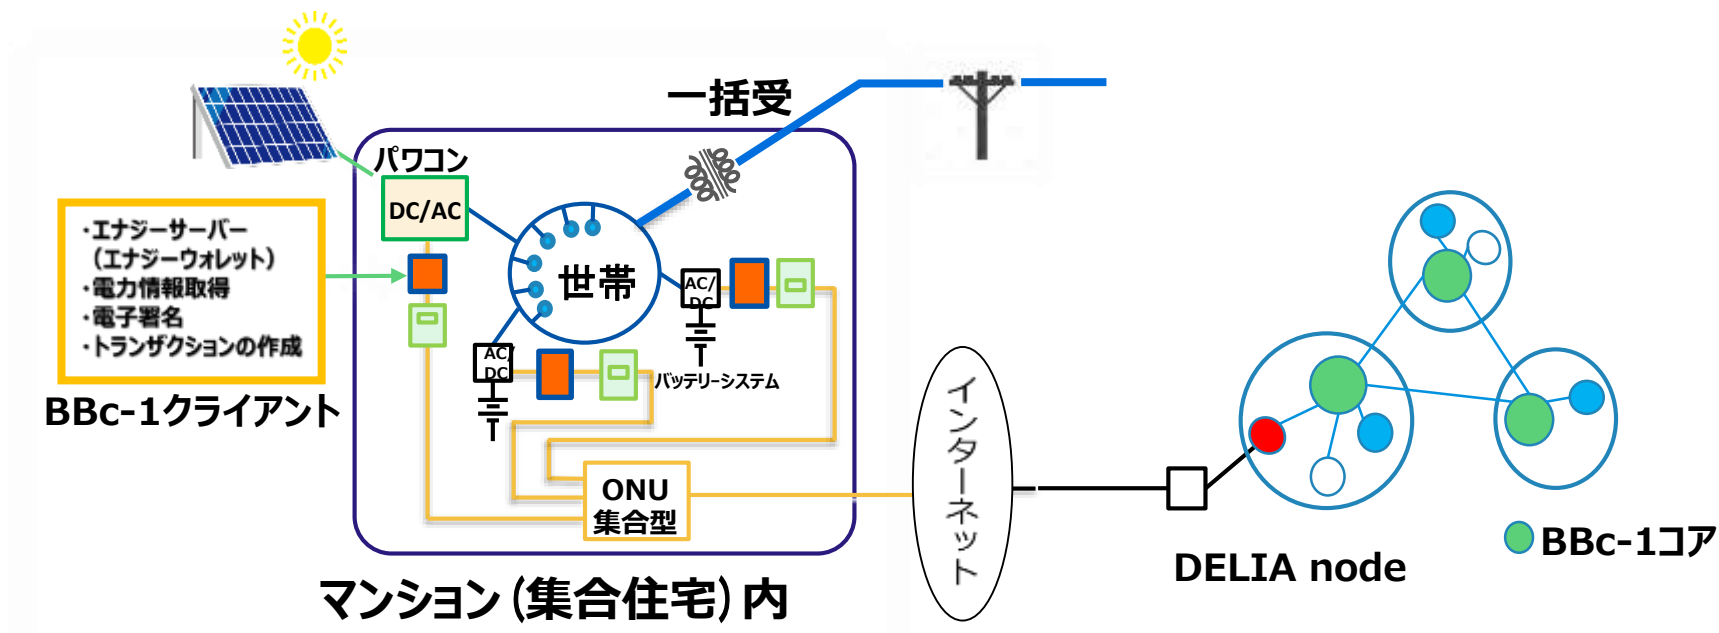 一括受
パワコン
DC/AC
・エナジーサーバー
（エナジーウォレット）
・電力情報取得
・電子署名
・トランザクションの作成
BBc-1クライアント
世帯
AC/
DC
AC/
DC
バッテリーシステム
ONU
集合型
マンション（集合住宅）内
インターネット
DELIA node
BBc-1コア